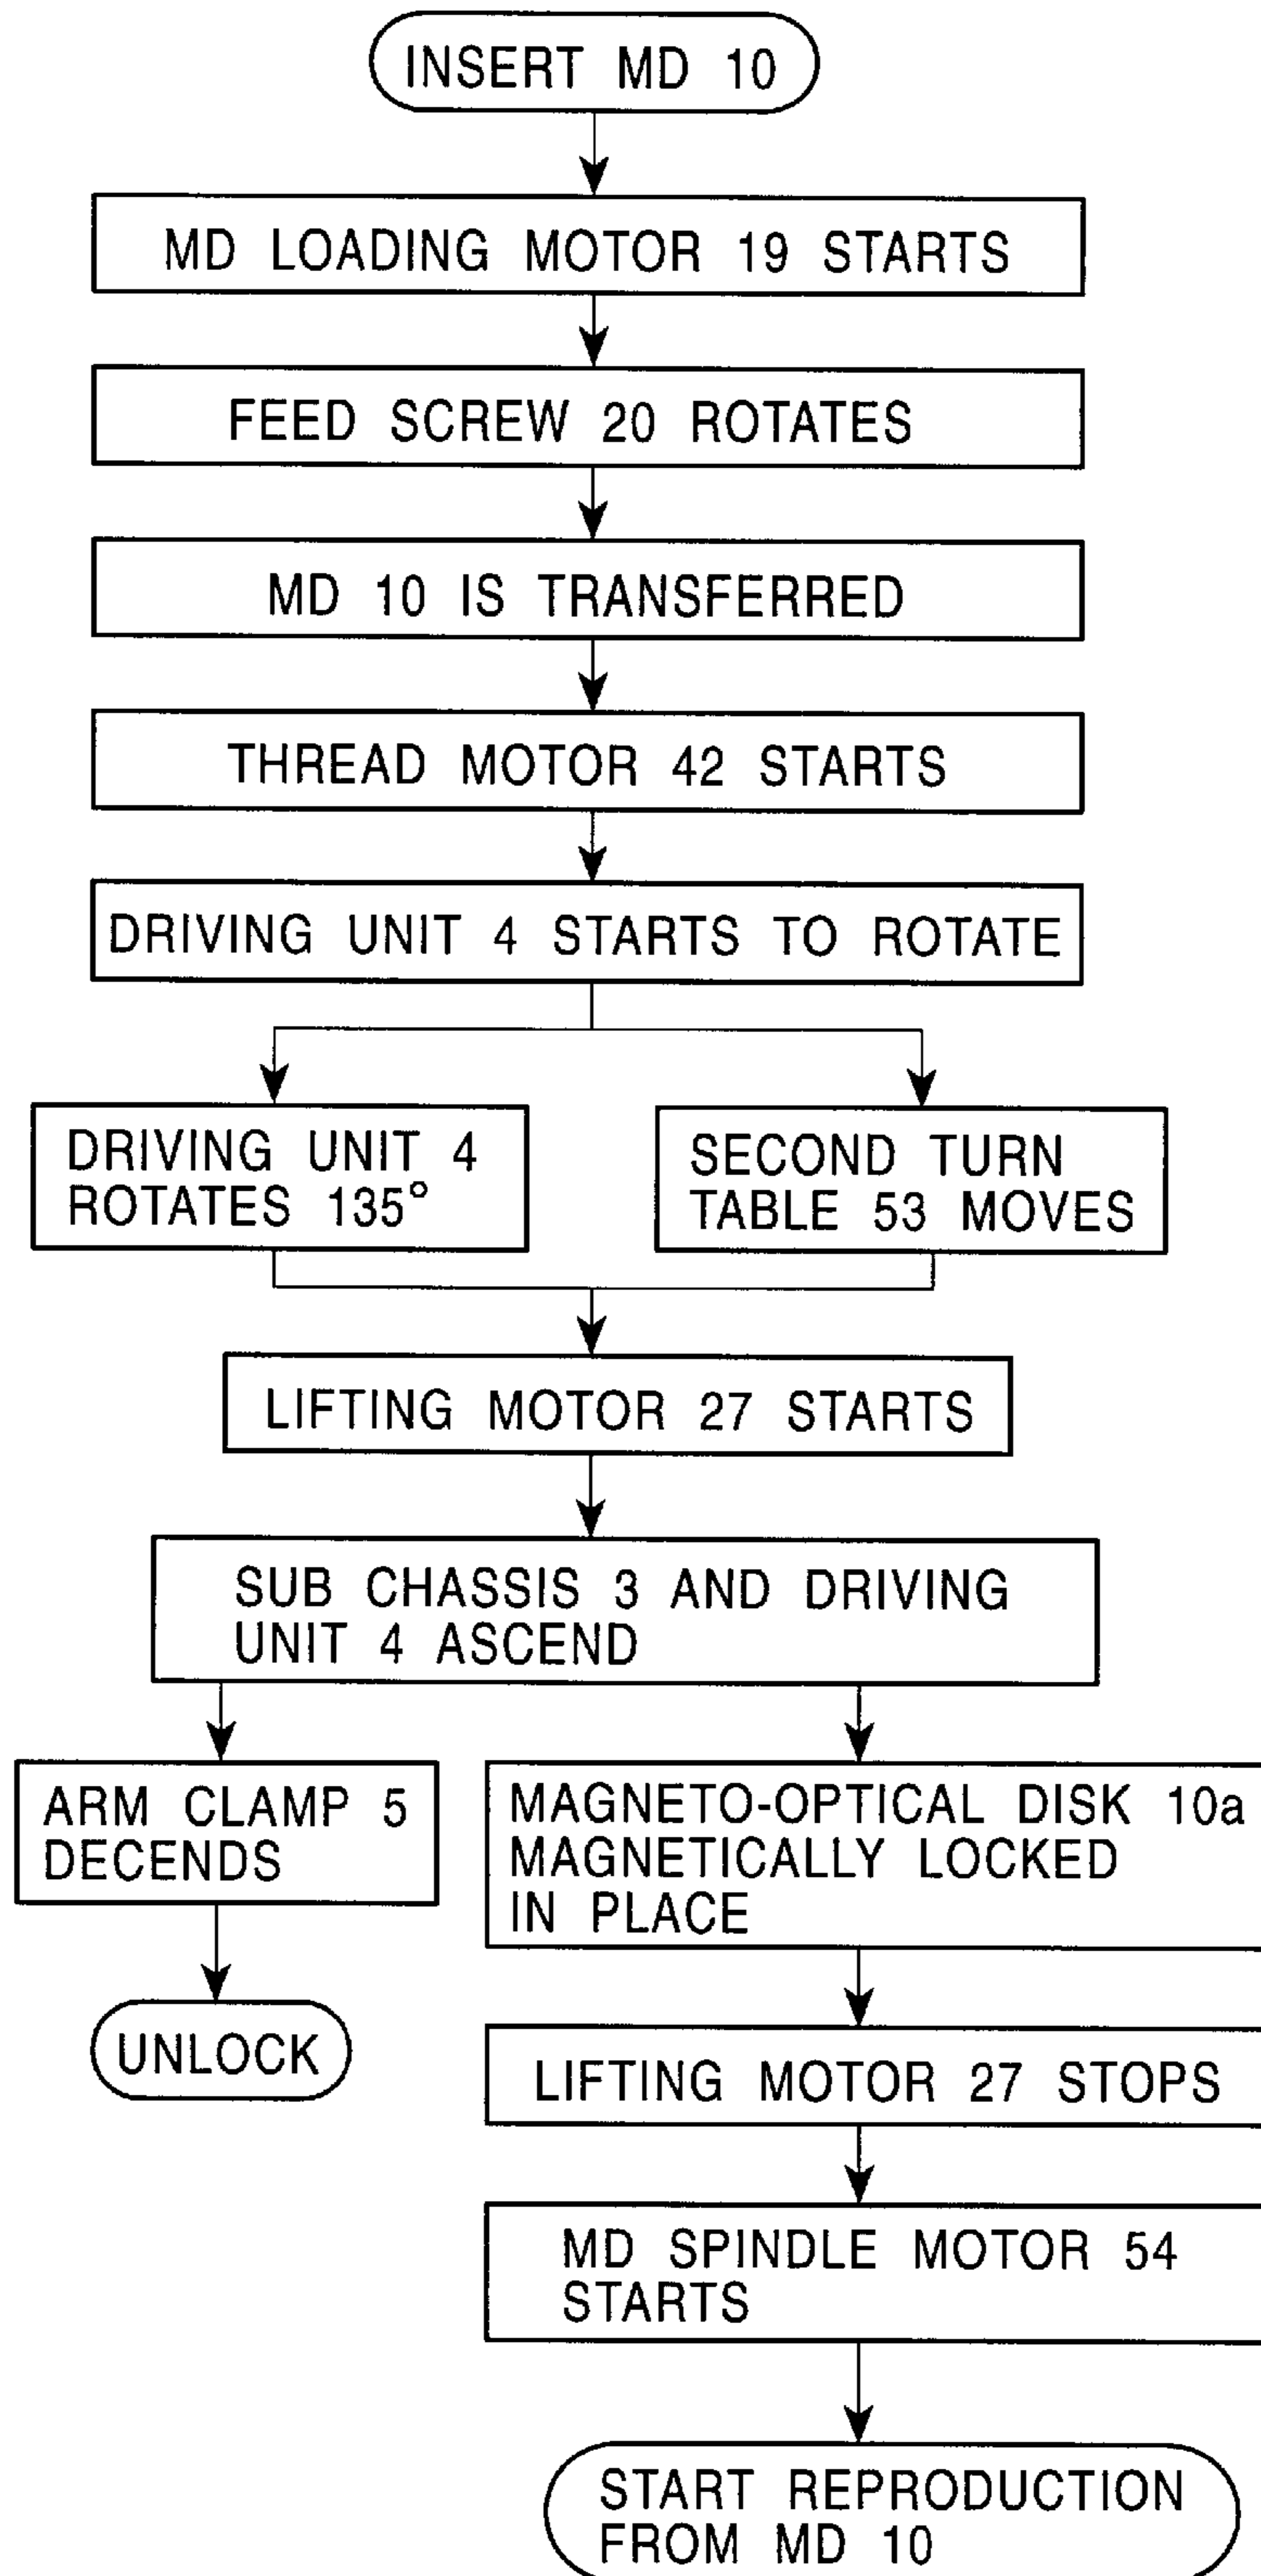 INSERT MD 10
MD LOADING MOTOR 19 STARTS
FEED SCREW 20 ROTATES
MD 10 IS TRANSFERRED
THREAD MOTOR 42 STARTS
DRIVING UNIT 4 STARTS TO ROTATE
DRIVING UNIT 4
ROTATES 135°
SECOND TURN
TABLE 53 MOVES
LIFTING MOTOR 27 STARTS
SUB CHASSIS 3 AND DRIVING
UNIT 4 ASCEND
ARM CLAMP 5
DECENDS
UNLOCK
MAGNETO-OPTICAL DISK 10a
MAGNETICALLY LOCKED
IN PLACE
LIFTING MOTOR 27 STOPS
MD SPINDLE MOTOR 54
STARTS
START REPRODUCTION
FROM MD 10